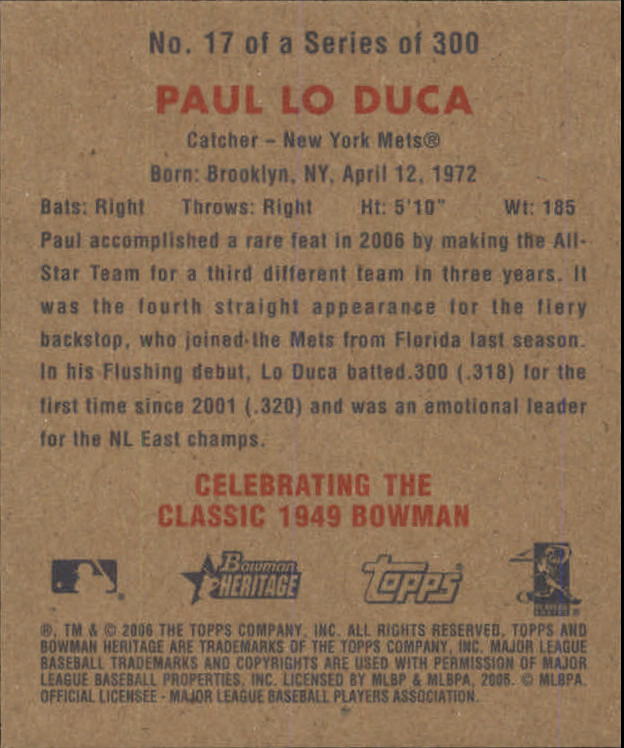 No. 17 of a Series of 300
PAUL LO DUCA
Catcher – New York Mets®
Born: Brooklyn, NY, April 12, 1972
Bats: Right Throws: Right Ht: 5'10" Wt: 185
Paul accomplished a rare feat in 2006 by making the All-
Star Team for a third different team in three years. It
was the fourth straight appearance for the fiery
backstop, who joined the Mets from Florida last season.
In his Flushing debut, Lo Duca batted .300 (.318) for the
first time since 2001 (.320) and was an emotional leader
for the NL East champs.
CELEBRATING THE
CLASSIC 1949 BOWMAN
Bowman
HERITAGE
Topps
®, TM & © 2006 THE TOPPS COMPANY, INC. ALL RIGHTS RESERVED, TOPPS AND
BOWMAN HERITAGE ARE TRADEMARKS OF THE TOPPS COMPANY, INC. MAJOR LEAGUE
BASEBALL TRADEMARKS AND COPYRIGHTS ARE USED WITH PERMISSION OF MAJOR
LEAGUE BASEBALL PROPERTIES, INC. LICENSED BY MLBP & MLBPA, 2006. © MLBPA.
OFFICIAL LICENSEE - MAJOR LEAGUE BASEBALL PLAYERS ASSOCIATION.